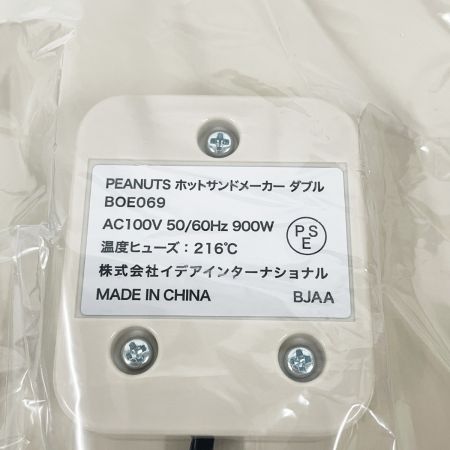 PEANUTS ホットサンドメーカー ダブル
BOE069
AC100V 50/60Hz 900W
温度ヒューズ：216℃
PSE
株式会社イデアインターナショナル
MADE IN CHINA BJAA